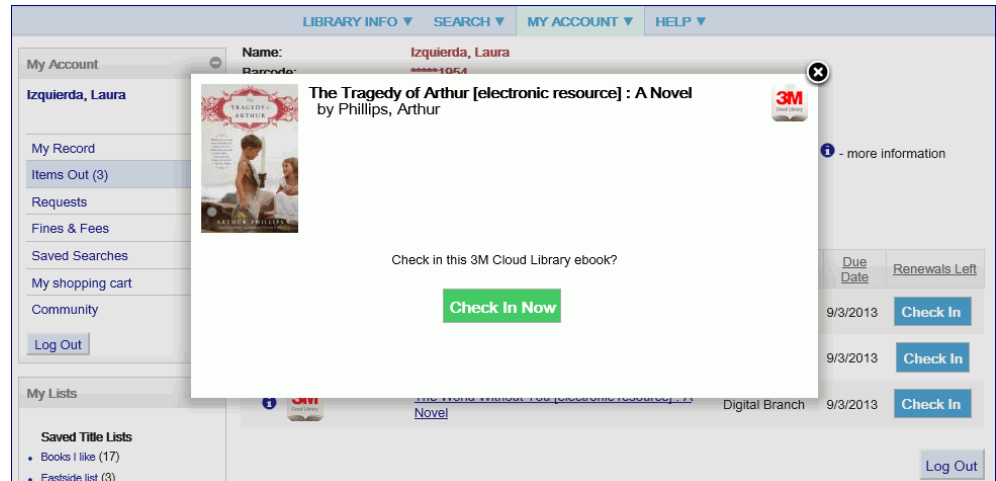 LIBRARY INFO ▼ SEARCH ▼ MY ACCOUNT ▼ HELP ▼
My Account
Izquierda, Laura
My Record
Items Out (3)
Requests
Fines & Fees
Saved Searches
My shopping cart
Community
Log Out
My Lists
Saved Title Lists
Books I like (17)
Eastside list (3)
Name: Izquierda, Laura
Barcode: *****1954
- more information
The Tragedy of Arthur [electronic resource] : A Novel
by Phillips, Arthur
3M
Cloud Library
The
TRAGEDY of
ARTHUR
ARTHUR PHILLIPS
Check in this 3M Cloud Library ebook?
Check In Now
Due Date Renewals Left
9/3/2013 Check In
9/3/2013 Check In
3M
Cloud Library
The World Without You [electronic resource] : A
Novel
Digital Branch 9/3/2013 Check In
Log Out